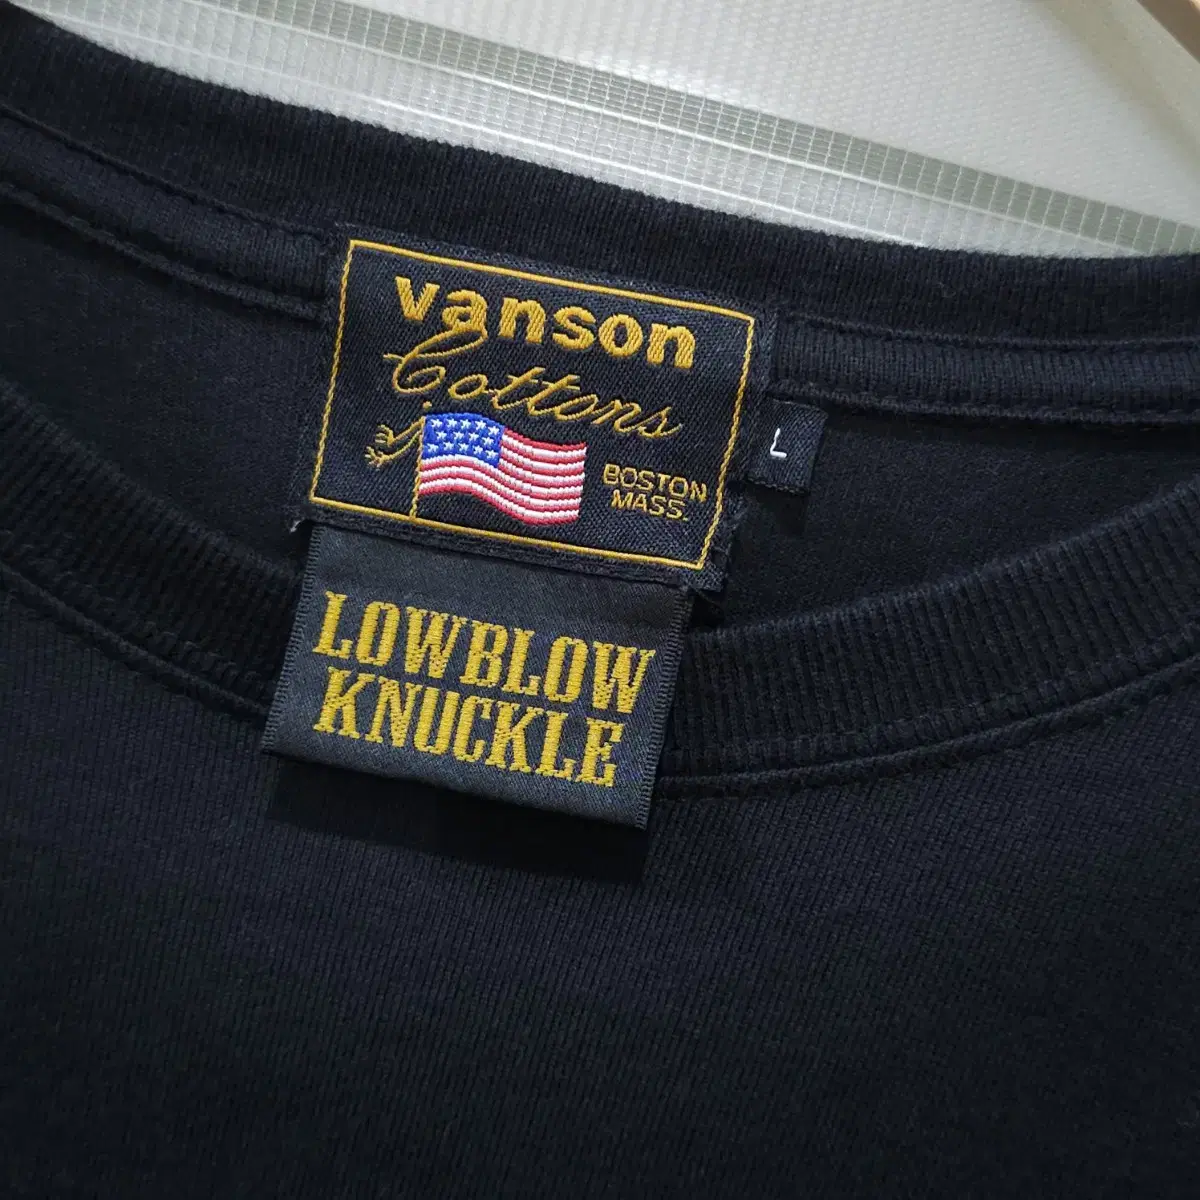 vanson
Cottons
BOSTON
MASS.
L
LOWBLOW
KNUCKLE